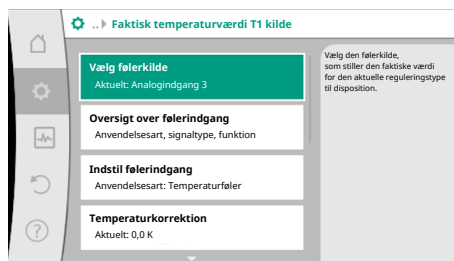 ..▸ Faktisk temperaturværdi T1 kilde
Vælg følerkilde
Aktuelt: Analogindgang 3
Oversigt over følerindgang
Anvendelsesart, signaltype, funktion
Indstil følerindgang
Anvendelsesart: Temperaturføler
Temperaturkorrektion
Aktuelt: 0,0 K
Vælg den følerkilde,
som stiller den faktiske værdi
for den aktuelle reguleringstype
til disposition.